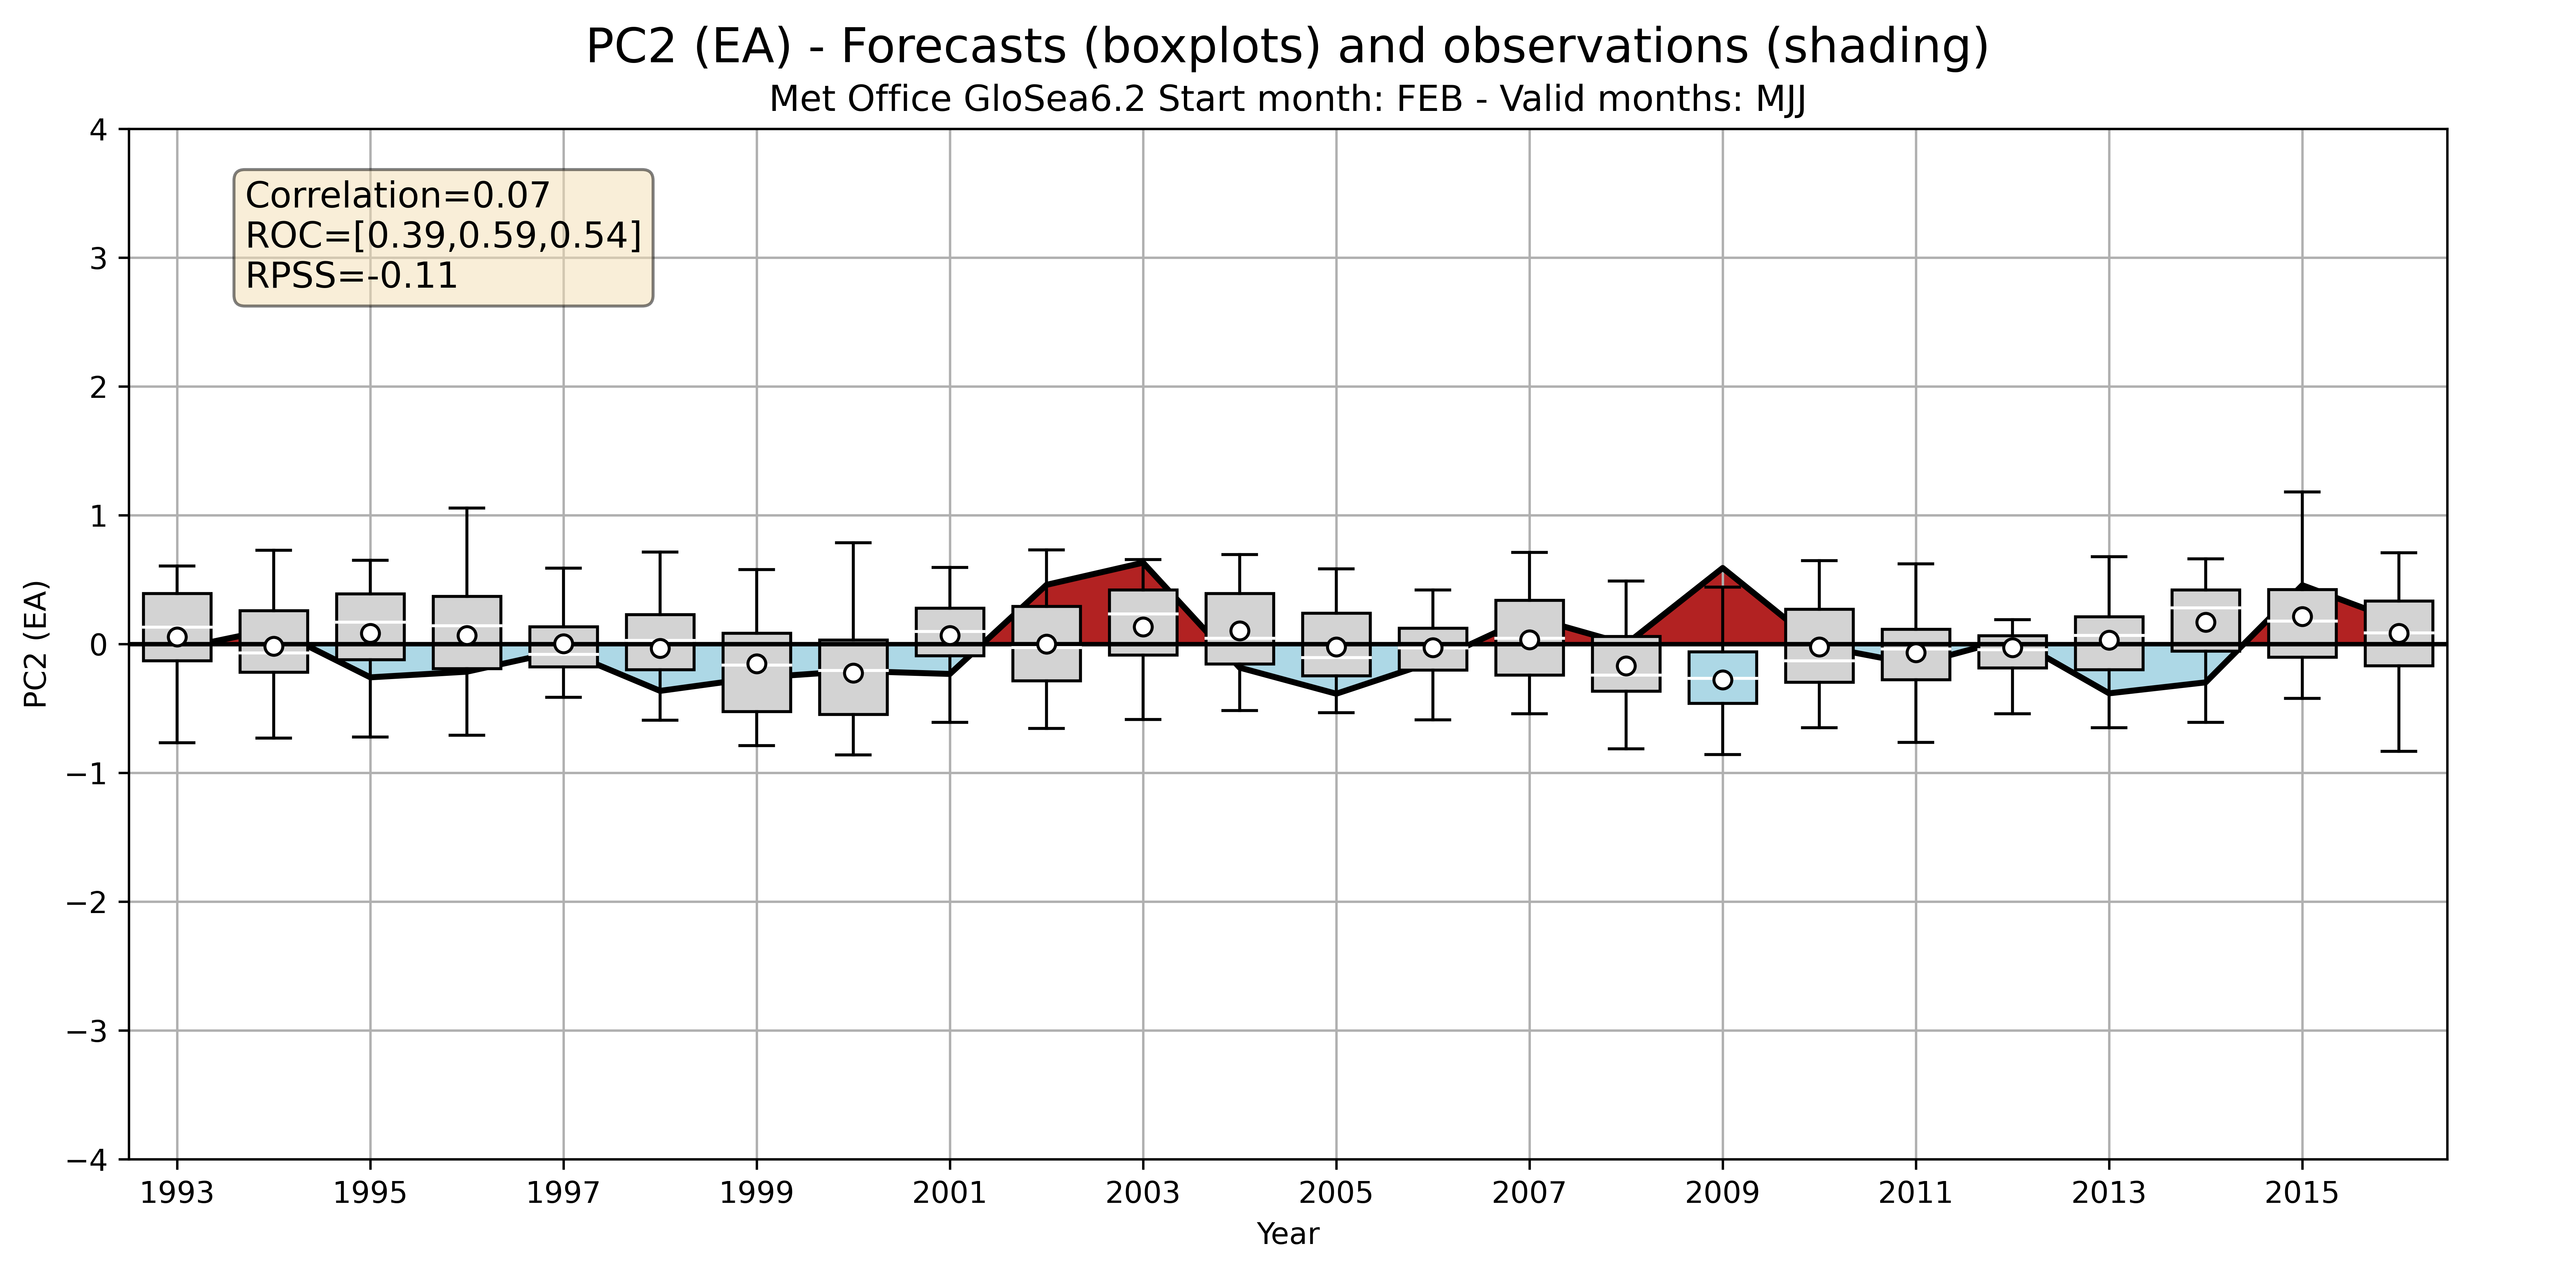 PC2 (EA) - Forecasts (boxplots) and observations (shading)
Met Office GloSea6.2 Start month: FEB - Valid months: MJJ
Correlation=0.07
ROC=[0.39,0.59,0.54]
RPSS=-0.11
PC2 (EA)
4
3
2
1
0
−1
−2
−3
−4
1993 1995 1997 1999 2001 2003 2005 2007 2009 2011 2013 2015
Year